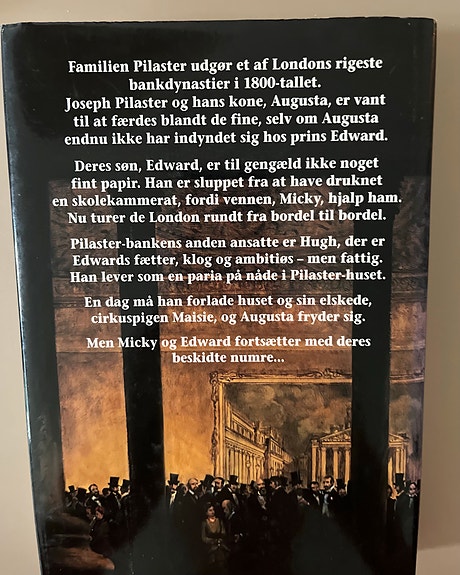 Familien Pilaster udgør et af Londons rigeste
bankdynastier i 1800-tallet.
Joseph Pilaster og hans kone, Augusta, er vant
til at færdes blandt de fine, selv om Augusta
endnu ikke har indyndet sig hos prins Edward.
Deres søn, Edward, er til gengæld ikke noget
fint papir. Han er sluppet fra at have druknet
en skolekammerat, fordi vennen, Micky, hjalp ham.
Nu turer de London rundt fra bordel til bordel.
Pilaster-bankens anden ansatte er Hugh, der er
Edwards fætter, klog og ambitiøs – men fattig.
Han lever som en paria på nåde i Pilaster-huset.
En dag må han forlade huset og sin elskede,
cirkuspigen Maisie, og Augusta fryder sig.
Men Micky og Edward fortsætter med deres
beskidte numre...